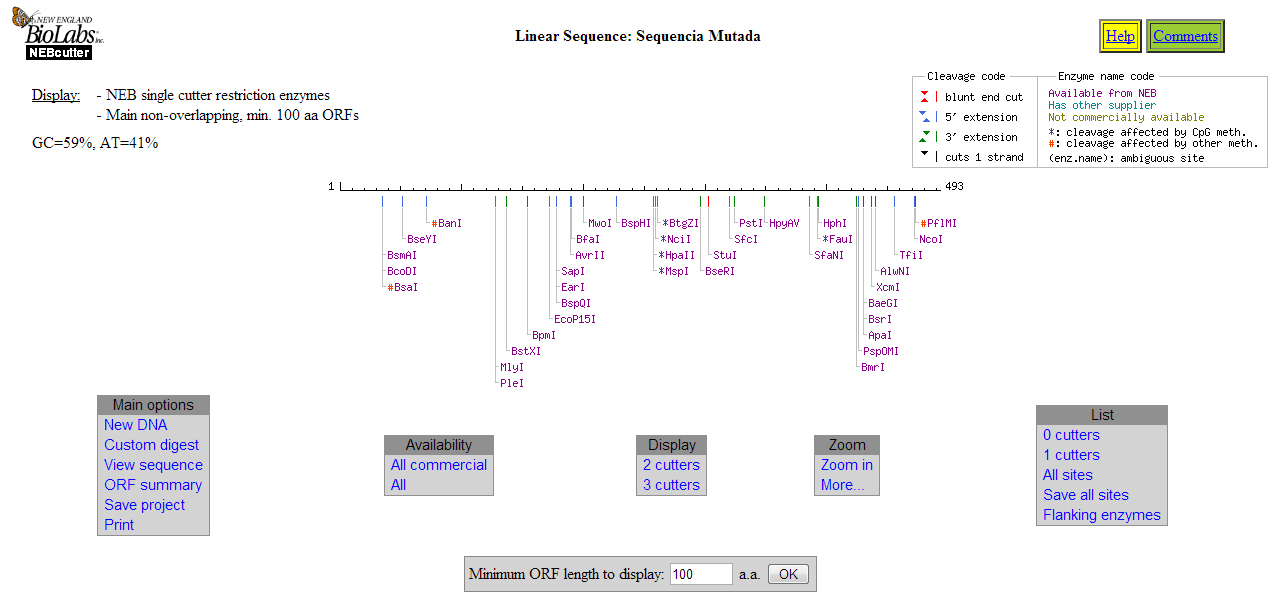 NEW ENGLAND
BioLabs Inc.
NEBcutter
Linear Sequence: Sequencia Mutada
Help
Comments
Display:
- NEB single cutter restriction enzymes
- Main non-overlapping, min. 100 aa ORFs
GC=59%, AT=41%
Cleavage code
blunt end cut
5' extension
3' extension
cuts 1 strand
Enzyme name code
Available from NEB
Has other supplier
Not commercially available
*: cleavage affected by CpG meth.
#: cleavage affected by other meth.
(enz.name): ambiguous site
1
493
#BanI MwoI BspHI *BtgZI PstI HpyAV HphI #PflMI
BseYI BfaI *NciI SfcI *FauI NcoI
BsmAI AvrII *HpaII StuI SfaNI TfiI
BcoDI SapI *MspI BseRI AlwNI
#BsaI EarI XcmI
BspQI BaeGI
EcoP15I BsrI
BpmI ApaI
BstXI PspOMI
MlyI BmrI
PleI
Main options
New DNA
Custom digest
View sequence
ORF summary
Save project
Print
Availability
All commercial
All
Display
2 cutters
3 cutters
Zoom
Zoom in
More...
List
0 cutters
1 cutters
All sites
Save all sites
Flanking enzymes
Minimum ORF length to display: 100 a.a. OK